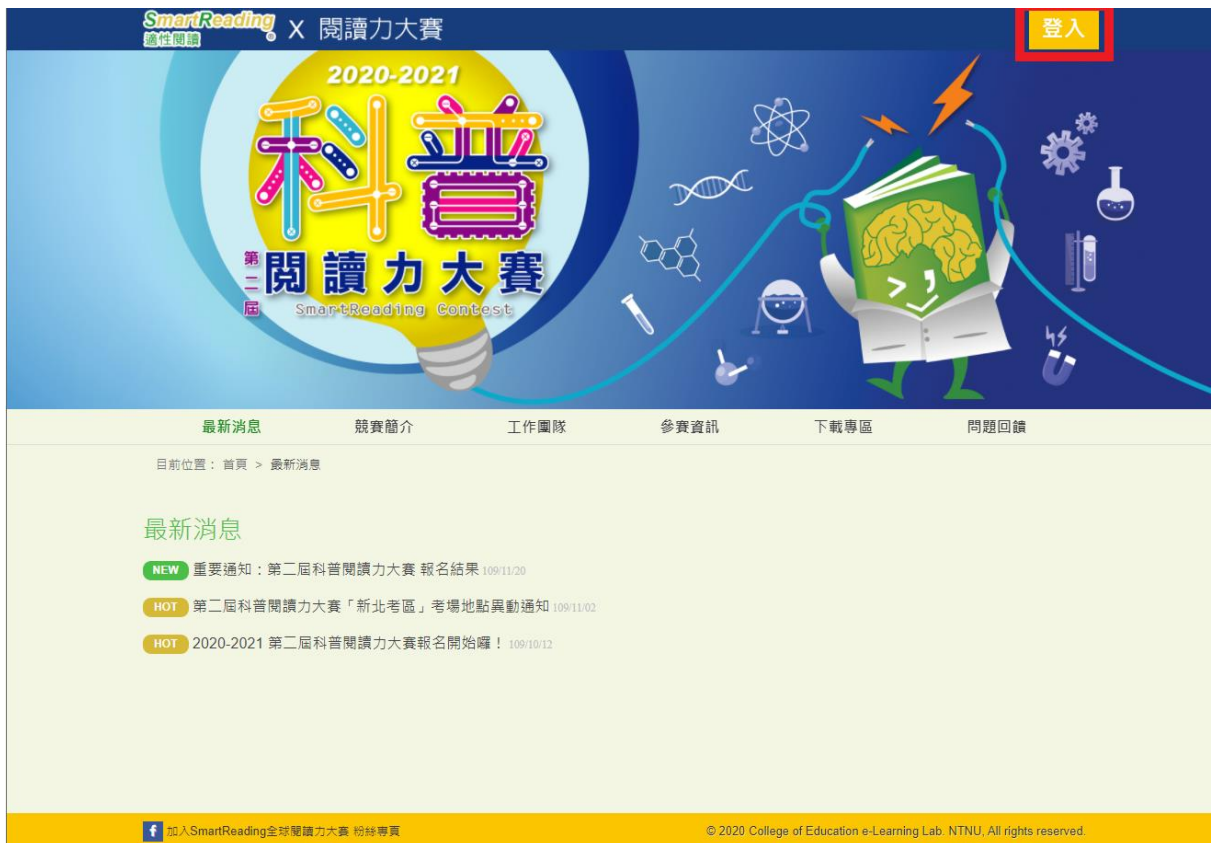 SmartReading
適性閱讀 ® X 閱讀力大賽
登入
2020-2021
科普
第二屆
閱讀力大賽
SmartReading Contest
最新消息 競賽簡介 工作團隊 參賽資訊 下載專區 問題回饋
目前位置： 首頁 > 最新消息
最新消息
NEW 重要通知：第二屆科普閱讀力大賽 報名結果 109/11/20
HOT 第二屆科普閱讀力大賽「新北考區」考場地點異動通知 109/11/02
HOT 2020-2021 第二屆科普閱讀力大賽報名開始囉！ 109/10/12
f 加入SmartReading全球閱讀力大賽 粉絲專頁 © 2020 College of Education e-Learning Lab. NTNU, All rights reserved.